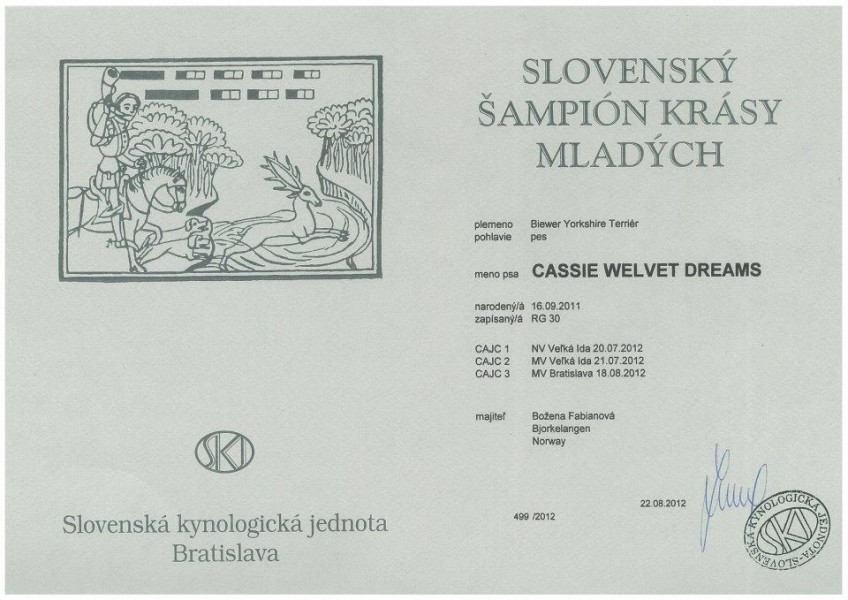 SLOVENSKÝ
ŠAMPIÓN KRÁSY
MLADÝCH
plemeno Biewer Yorkshire Terriér
pohlavie pes
meno psa CASSIE WELVET DREAMS
narodený/á 16.09.2011
zapísaný/á RG 30
CAJC 1 NV Veľká Ida 20.07.2012
CAJC 2 MV Veľká Ida 21.07.2012
CAJC 3 MV Bratislava 18.08.2012
majiteľ Božena Fabianová
Bjorkelangen
Norway
SKJ
Slovenská kynologická jednota
Bratislava
499 /2012
22.08.2012
SLOVENSKÁ KYNOLOGICKÁ JEDNOTA
SKJ